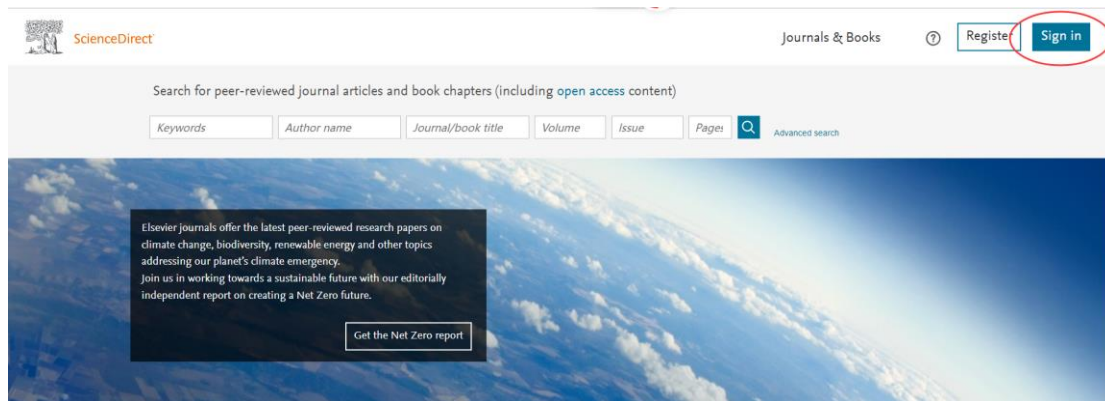 ScienceDirect
Journals & Books
?
Register
Sign in
Search for peer-reviewed journal articles and book chapters (including open access content)
Keywords
Author name
Journal/book title
Volume
Issue
Pages
Advanced search
Elsevier journals offer the latest peer-reviewed research papers on
climate change, biodiversity, renewable energy and other topics
addressing our planet's climate emergency.
Join us in working towards a sustainable future with our editorially
independent report on creating a Net Zero future.
Get the Net Zero report